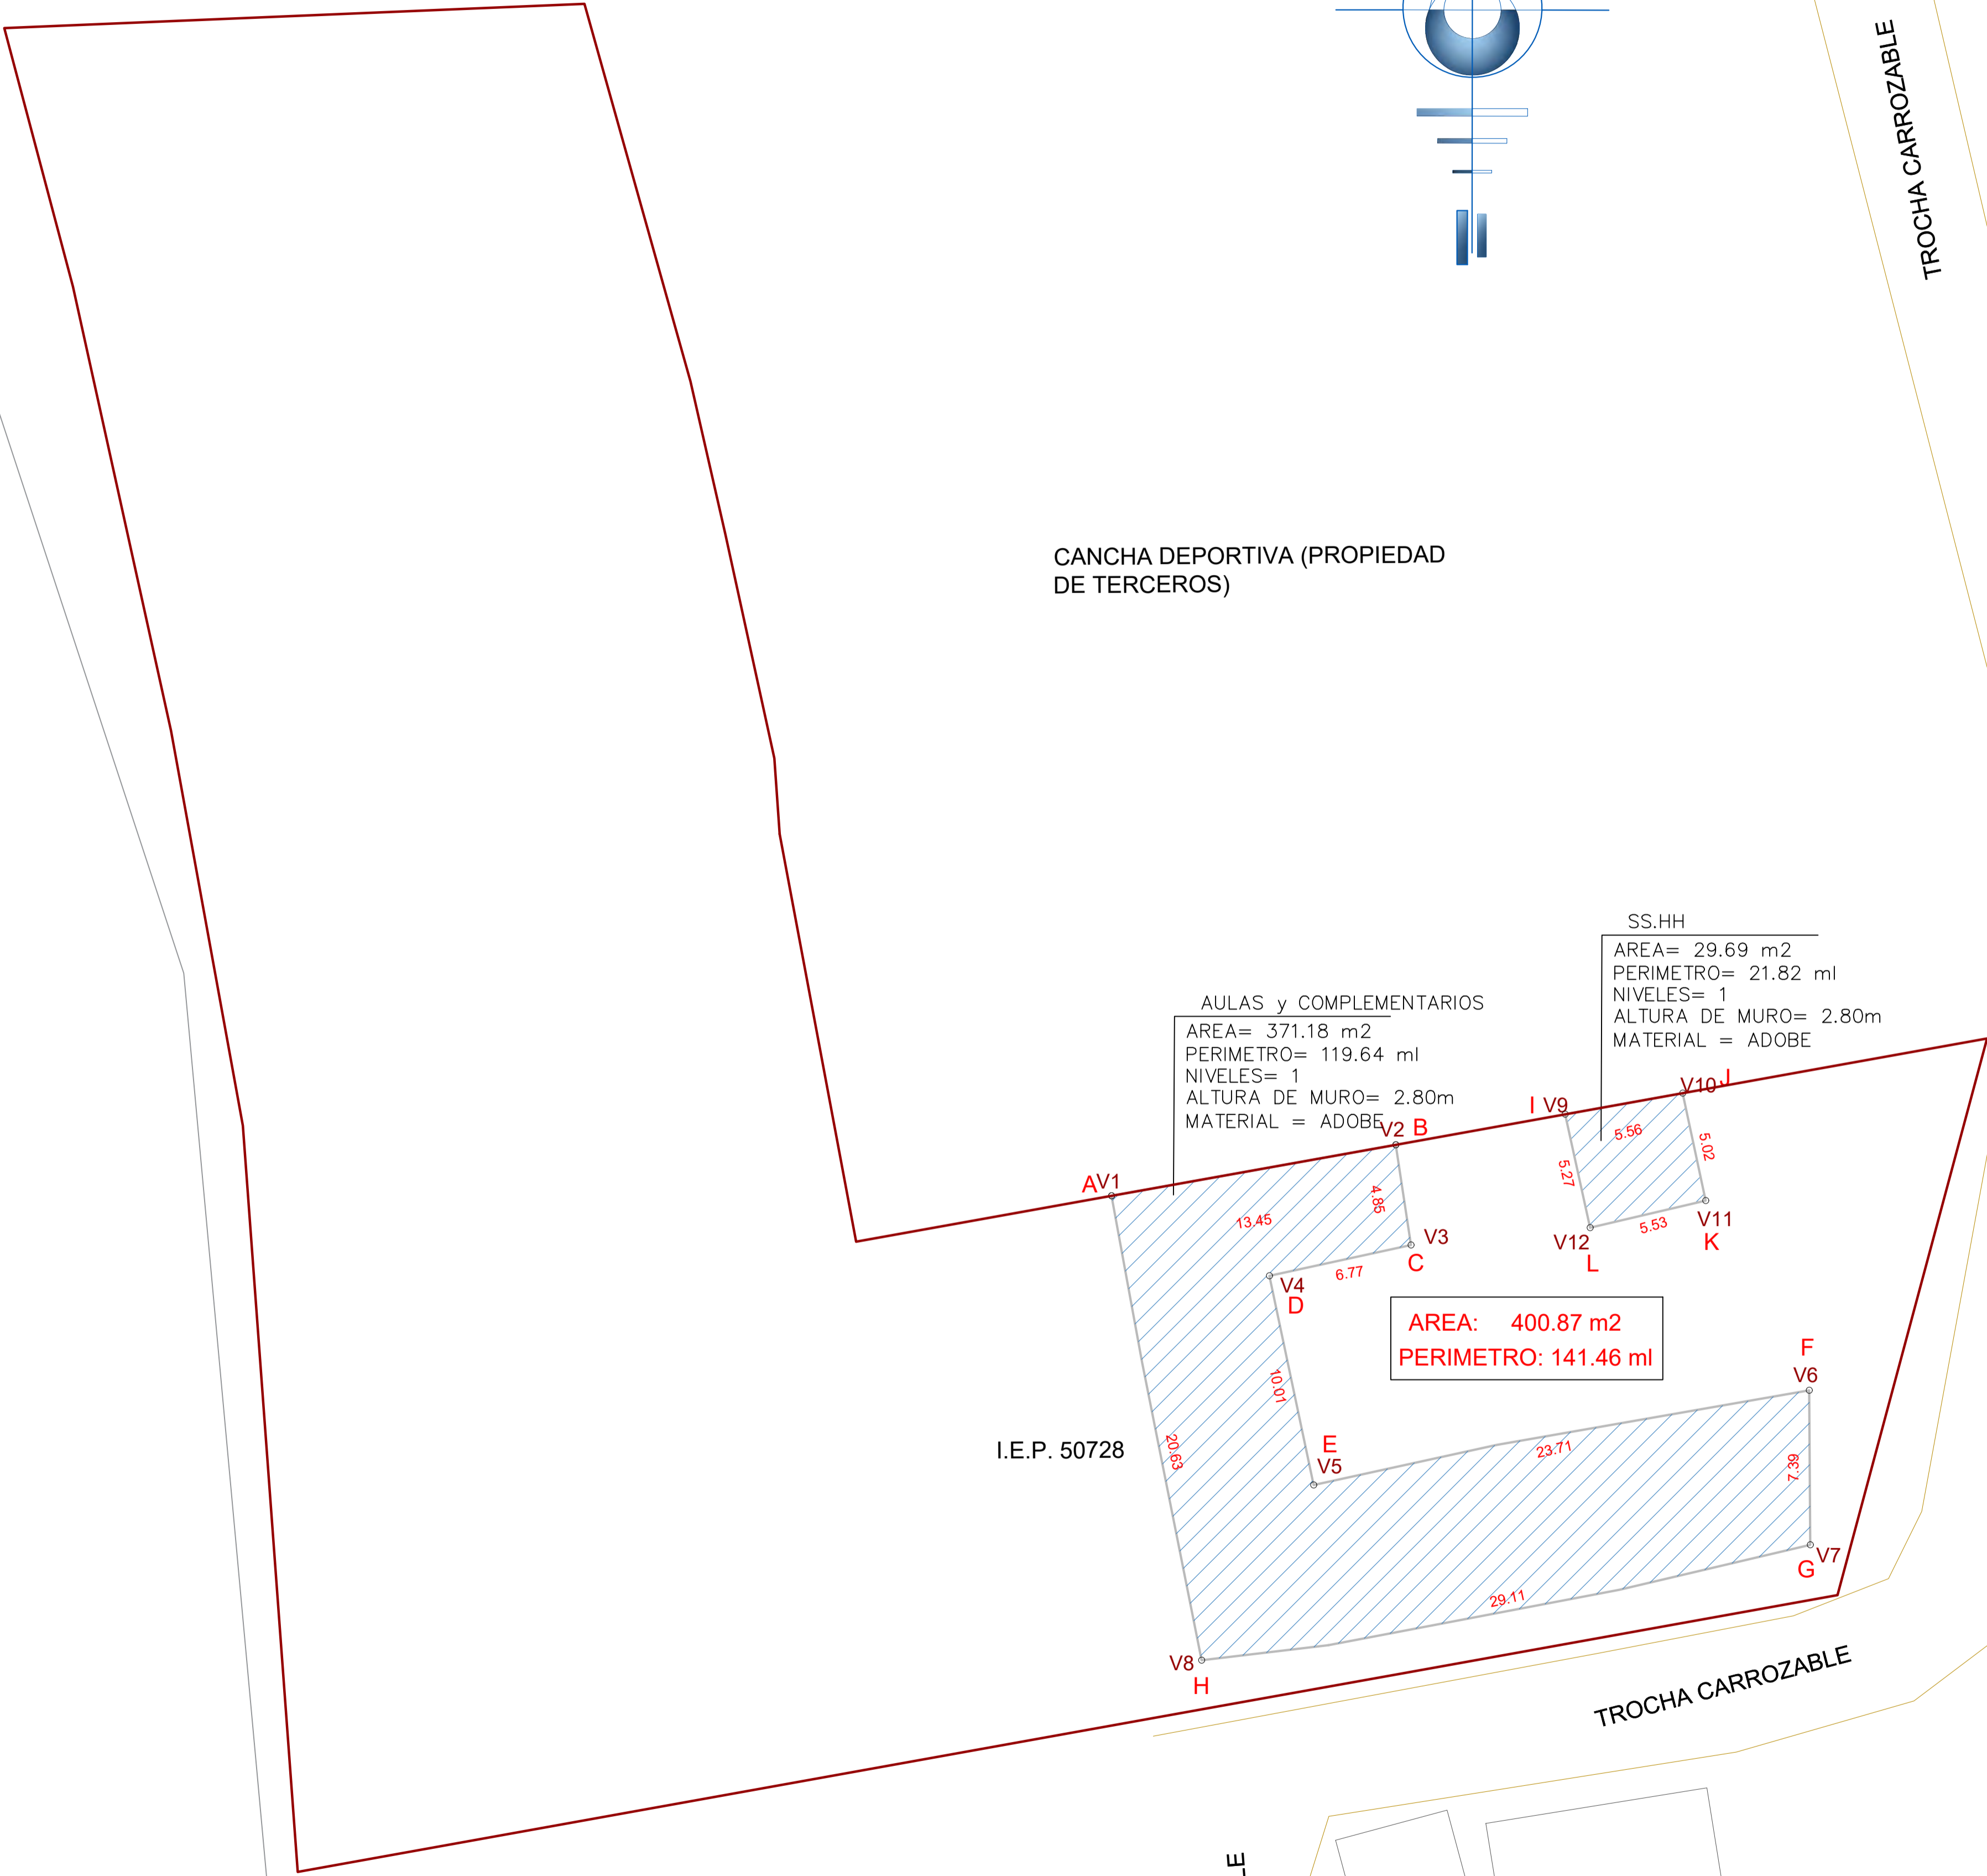 TROCHA CARROZABLE
CANCHA DEPORTIVA (PROPIEDAD
DE TERCEROS)
SS.HH
AREA= 29.69 m2
PERIMETRO= 21.82 ml
NIVELES= 1
ALTURA DE MURO= 2.80m
MATERIAL = ADOBE
AULAS y COMPLEMENTARIOS
AREA= 371.18 m2
PERIMETRO= 119.64 ml
NIVELES= 1
ALTURA DE MURO= 2.80m
MATERIAL = ADOBE
V10 J
I V9
V2 B
A V1
5.56
5.02
5.27
5.53
4.85
13.45
V3
C
6.77
V11
K
V12
L
V4
D
AREA: 400.87 m2
PERIMETRO: 141.46 ml
F
V6
10.01
E
V5
I.E.P. 50728
20.63
23.71
7.39
V7
G
29.11
V8
H
TROCHA CARROZABLE
LE